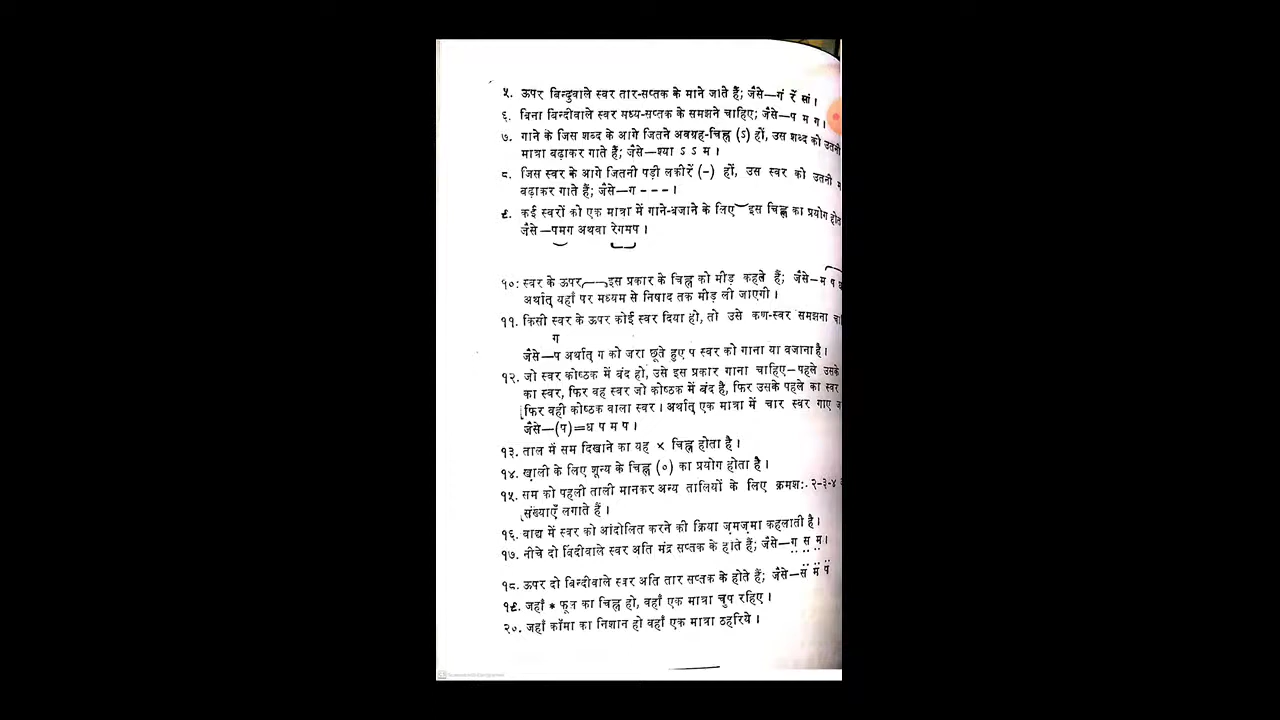 ५. ऊपर बिन्दुवाले स्वर तार-सप्तक के माने जाते हैं; जैसे—गं रें सां।
६. बिना बिन्दीवाले स्वर मध्य-सप्तक के समझने चाहिए; जैसे—प म ग।
७. गाने के जिस शब्द के आगे जितने अवग्रह-चिह्न (ऽ) हों, उस शब्द को उतनी
मात्रा बढ़ाकर गाते हैं; जैसे—श्या ऽ ऽ म।
८. जिस स्वर के आगे जितनी पड़ी लकीरें (-) हों, उस स्वर को उतनी
बढ़ाकर गाते हैं; जैसे—ग - - -।
९. कई स्वरों को एक मात्रा में गाने-बजाने के लिए ‿ इस चिह्न का प्रयोग
जैसे—पमग अथवा रेगमप।
१०. स्वर के ऊपर ⏜ इस प्रकार के चिह्न को मीड़ कहते हैं; जैसे—म प
अर्थात् यहाँ पर मध्यम से निषाद तक मीड़ ली जाएगी।
११. किसी स्वर के ऊपर कोई स्वर दिया हो, तो उसे कण-स्वर समझना
ग
जैसे—प अर्थात् ग को जरा छूते हुए प स्वर को गाना या बजाना है।
१२. जो स्वर कोष्ठक में बंद हो, उसे इस प्रकार गाना चाहिए—पहले उसके
का स्वर, फिर वह स्वर जो कोष्ठक में बंद है, फिर उसके पहले का स्वर
फिर वही कोष्ठक वाला स्वर। अर्थात् एक मात्रा में चार स्वर गाए
जैसे—(प)=ध प म प।
१३. ताल में सम दिखाने का यह × चिह्न होता है।
१४. ख़ाली के लिए शून्य के चिह्न (०) का प्रयोग होता है।
१५. सम को पहली ताली मानकर अन्य तालियों के लिए क्रमशः २-३-४
संख्याएँ लगाते हैं।
१६. वाद्य में स्वर को आंदोलित करने की क्रिया ज़मज़मा कहलाती है।
१७. नीचे दो बिंदीवाले स्वर अति मंद्र सप्तक के होते हैं; जैसे—ग़ स़ म़।
१८. ऊपर दो बिन्दीवाले स्वर अति तार सप्तक के होते हैं; जैसे—सं मं पं
१९. जहाँ * फूल का चिह्न हो, वहाँ एक मात्रा चुप रहिए।
२०. जहाँ कॉमा का निशान हो वहाँ एक मात्रा ठहरिये।